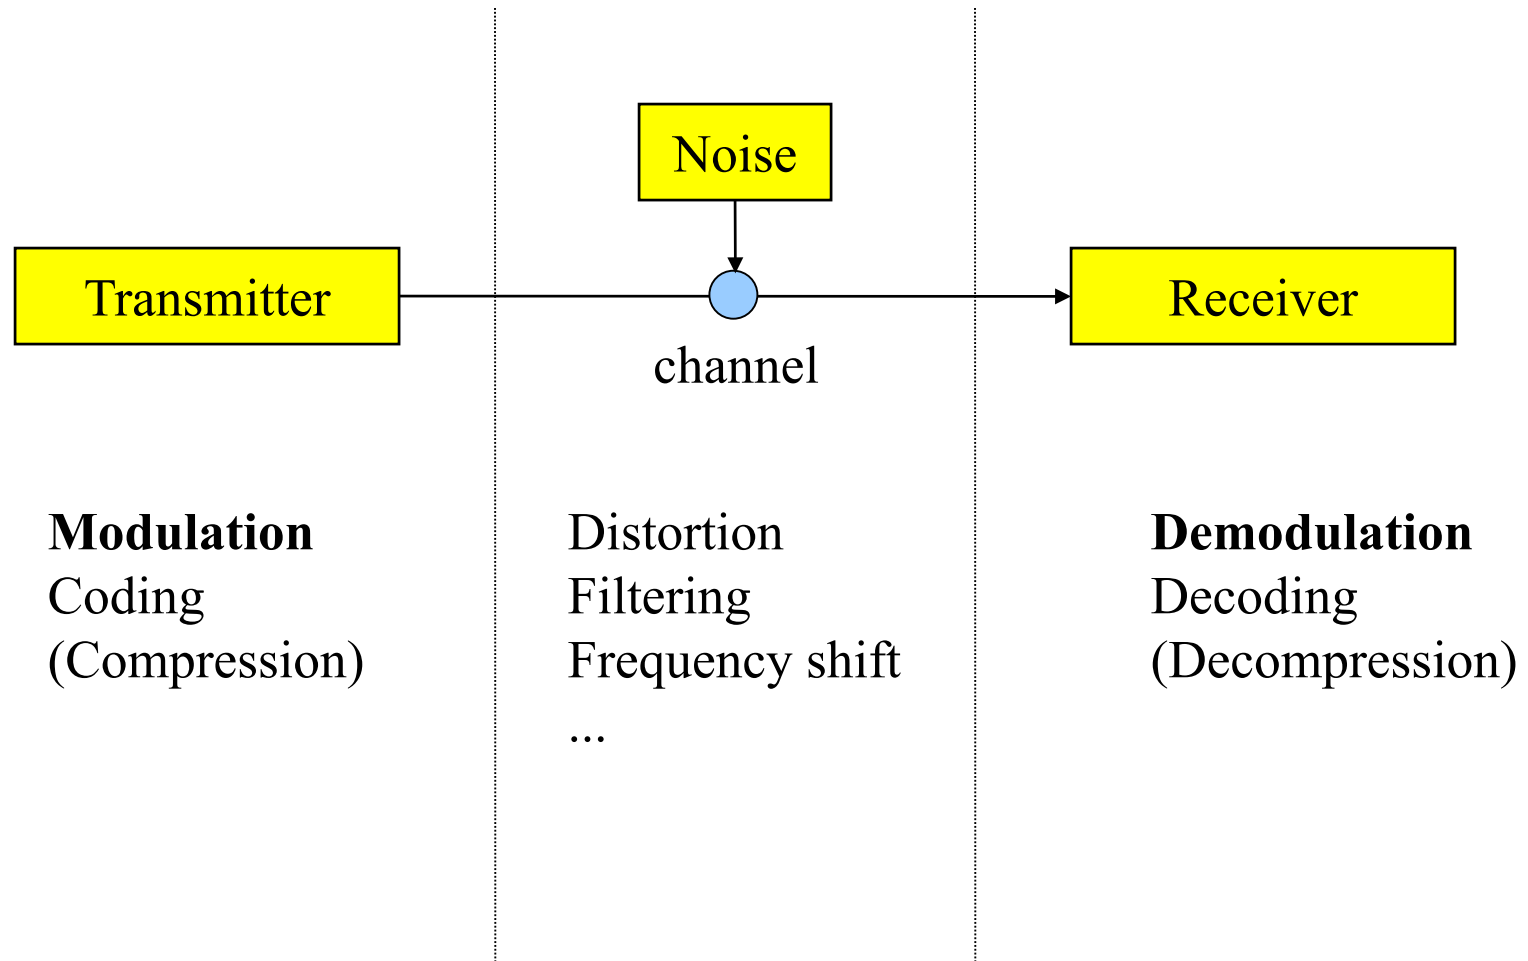 Noise
Transmitter
Receiver
channel
Modulation
Coding
(Compression)
Distortion
Filtering
Frequency shift
...
Demodulation
Decoding
(Decompression)